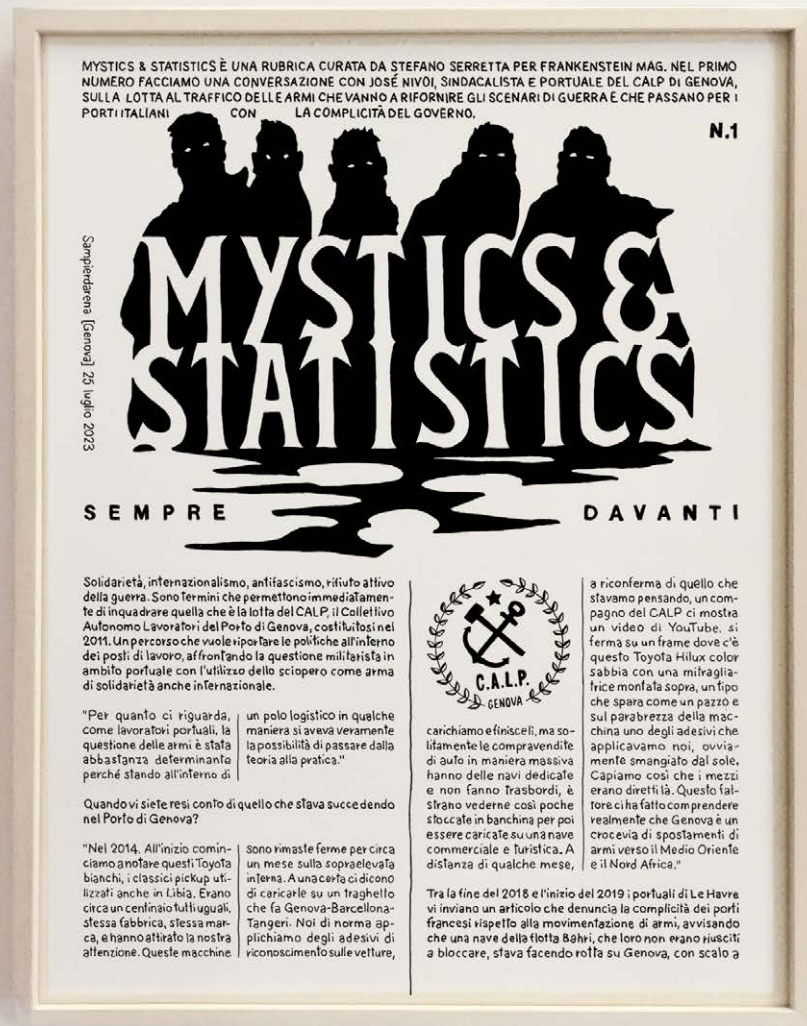 MYSTICS & STATISTICS È UNA RUBRICA CURATA DA STEFANO SERRETTA PER FRANKENSTEIN MAG. NEL PRIMO
NUMERO FACCIAMO UNA CONVERSAZIONE CON JOSÉ NIVOI, SINDACALISTA E PORTUALE DEL CALP DI GENOVA,
SULLA LOTTA AL TRAFFICO DELLE ARMI CHE VANNO A RIFORNIRE GLI SCENARI DI GUERRA E CHE PASSANO PER I
PORTI ITALIANI CON LA COMPLICITÀ DEL GOVERNO.
N.1
Sampierdarena [Genova] 25 luglio 2023
MYSTICS &
STATISTICS
SEMPRE DAVANTI
Solidarietà, internazionalismo, antifascismo, rifiuto attivo
della guerra. Sono termini che permettono immediatamen-
te di inquadrare quella che è la lotta del CALP, il Collettivo
Autonomo Lavoratori del Porto di Genova, costituitosi nel
2011. Un percorso che vuole riportare le politiche all'interno
dei posti di lavoro, affrontando la questione militarista in
ambito portuale con l'utilizzo dello sciopero come arma
di solidarietà anche internazionale.
"Per quanto ci riguarda,
come lavoratori portuali, la
questione delle armi è stata
abbastanza determinante
perché stando all'interno di
un polo logistico in qualche
maniera si aveva veramente
la possibilità di passare dalla
teoria alla pratica."
Quando vi siete resi conto di quello che stava succedendo
nel Porto di Genova?
"Nel 2014. All'inizio comin-
ciamo a notare questi Toyota
bianchi, i classici pickup uti-
lizzati anche in Libia. Erano
circa un centinaio tutti uguali,
stessa fabbrica, stessa mar-
ca, e hanno attirato la nostra
attenzione. Queste macchine
sono rimaste ferme per circa
un mese sulla sopraelevata
interna. A una certa ci dicono
di caricarle su un traghetto
che fa Genova-Barcellona-
Tangeri. Noi di norma ap-
plichiamo degli adesivi di
riconoscimento sulle vetture,
C.A.L.P.
GENOVA
carichiamo e finisce lì, ma so-
litamente le compravendite
di auto in maniera massiva
hanno delle navi dedicate
e non fanno trasbordi, è
strano vederne così poche
stoccate in banchina per poi
essere caricate su una nave
commerciale e turistica. A
distanza di qualche mese,
a riconferma di quello che
stavamo pensando, un com-
pagno del CALP ci mostra
un video di YouTube, si
ferma su un frame dove c'è
questo Toyota Hilux color
sabbia con una mitraglia-
trice montata sopra, un tipo
che spara come un pazzo e
sul parabrezza della mac-
china uno degli adesivi che
applicavamo noi, ovvia-
mente smangiato dal sole.
Capiamo così che i mezzi
erano diretti là. Questo fat-
tore ci ha fatto comprendere
realmente che Genova è un
crocevia di spostamenti di
armi verso il Medio Oriente
e il Nord Africa."
Tra la fine del 2018 e l'inizio del 2019 i portuali di Le Havre
vi inviano un articolo che denuncia la complicità dei porti
francesi rispetto alla movimentazione di armi, avvisando
che una nave della flotta Bahri, che loro non erano riusciti
a bloccare, stava facendo rotta su Genova, con scalo a